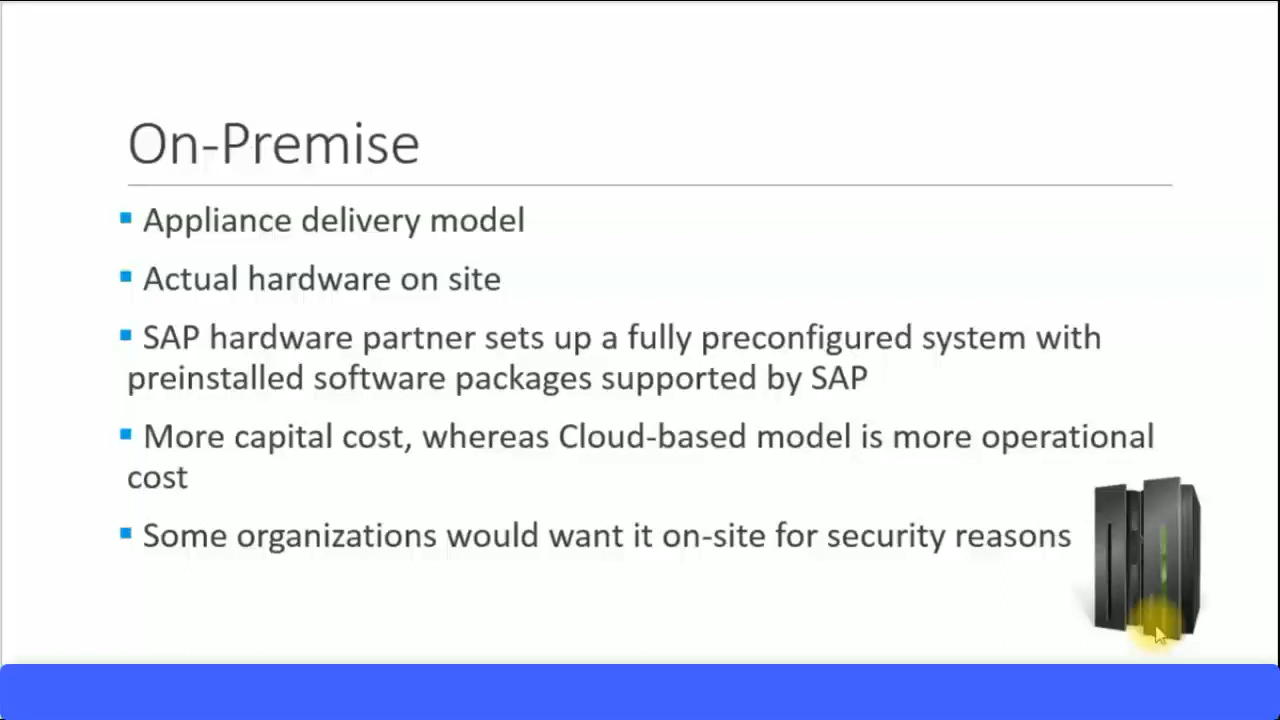 On-Premise
Appliance delivery model
Actual hardware on site
SAP hardware partner sets up a fully preconfigured system with
preinstalled software packages supported by SAP
More capital cost, whereas Cloud-based model is more operational
cost
Some organizations would want it on-site for security reasons